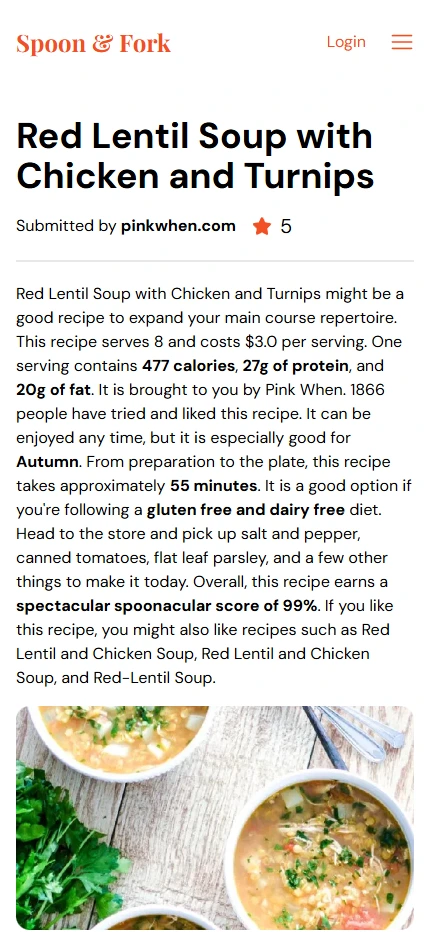 Spoon & Fork
Login
Red Lentil Soup with
Chicken and Turnips
Submitted by pinkwhen.com 5
Red Lentil Soup with Chicken and Turnips might be a
good recipe to expand your main course repertoire.
This recipe serves 8 and costs $3.0 per serving. One
serving contains 477 calories, 27g of protein, and
20g of fat. It is brought to you by Pink When. 1866
people have tried and liked this recipe. It can be
enjoyed any time, but it is especially good for
Autumn. From preparation to the plate, this recipe
takes approximately 55 minutes. It is a good option if
you're following a gluten free and dairy free diet.
Head to the store and pick up salt and pepper,
canned tomatoes, flat leaf parsley, and a few other
things to make it today. Overall, this recipe earns a
spectacular spoonacular score of 99%. If you like
this recipe, you might also like recipes such as Red
Lentil and Chicken Soup, Red Lentil and Chicken
Soup, and Red-Lentil Soup.